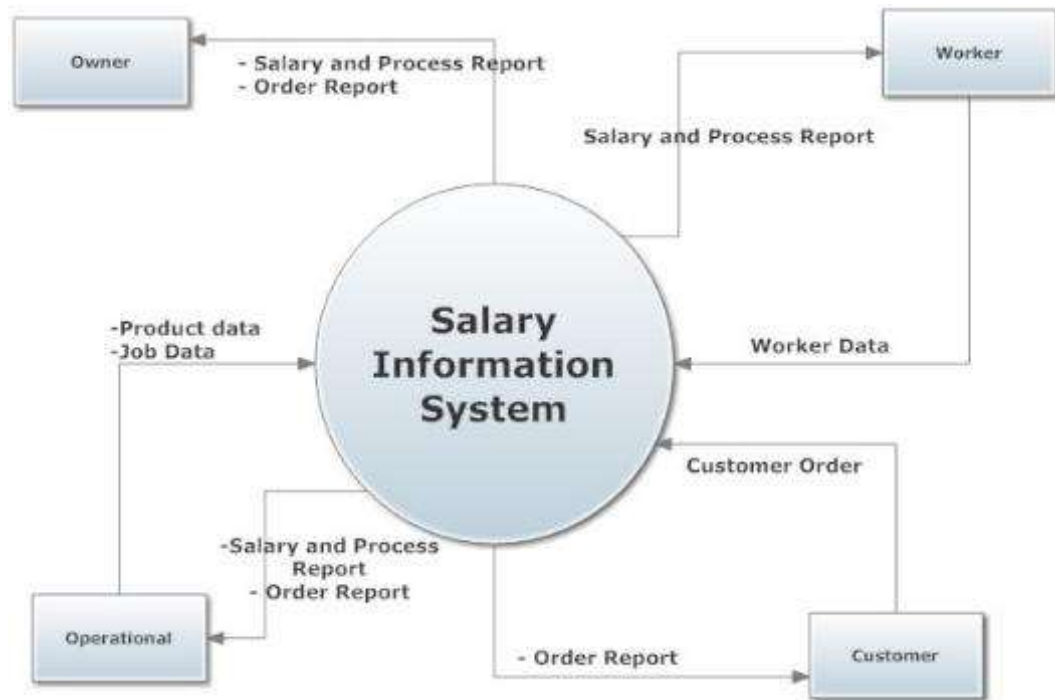 Owner
- Salary and Process Report
- Order Report
Worker
Salary and Process Report
Salary
Information
System
-Product data
-Job Data
Worker Data
Customer Order
-Salary and Process
Report
- Order Report
Operational
- Order Report
Customer